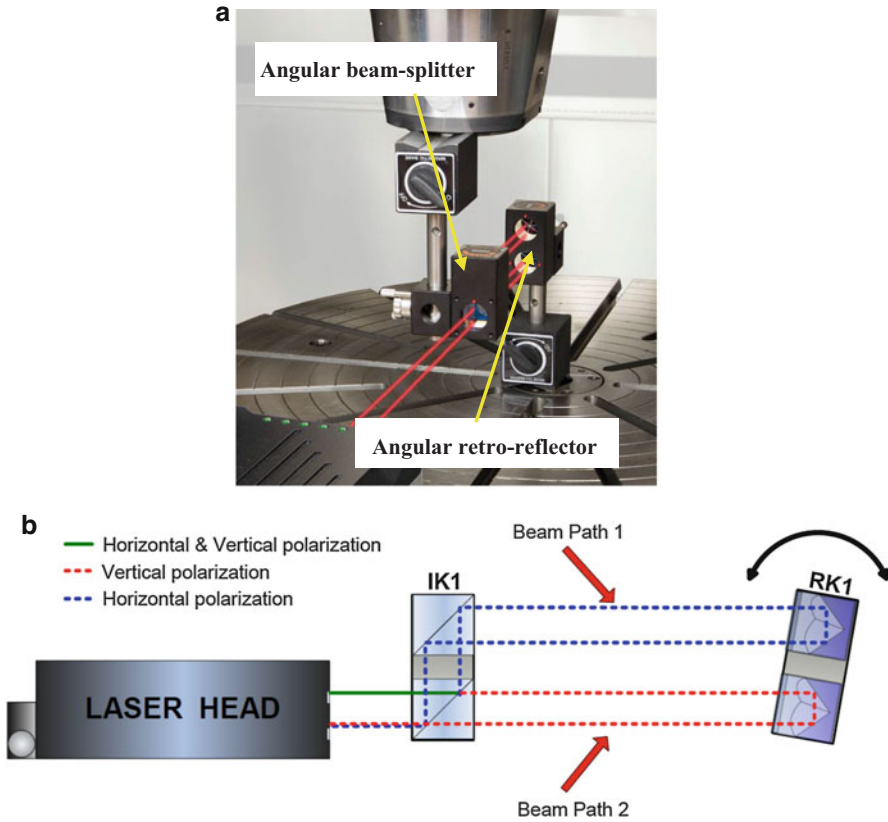 a
Angular beam-splitter
Angular retro-reflector
b
Horizontal & Vertical polarization
Vertical polarization
Horizontal polarization
Beam Path 1
IK1
RK1
LASER HEAD
Beam Path 2